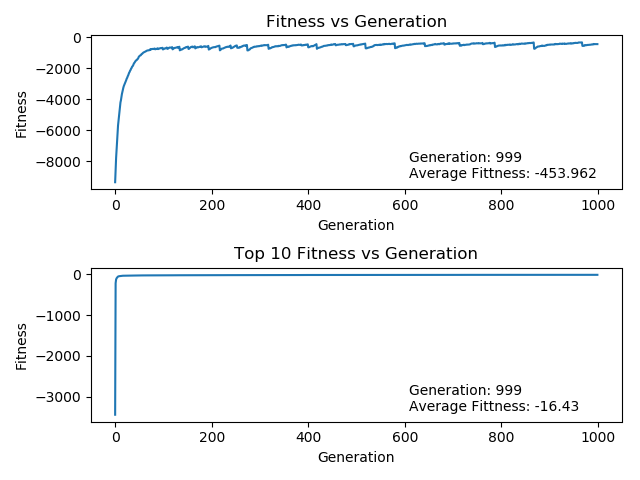 Fitness vs Generation
0
−2000
−4000
−6000
−8000
Fitness
Generation: 999
Average Fittness: -453.962
0 200 400 600 800 1000
Generation
Top 10 Fitness vs Generation
0
−1000
−2000
−3000
Fitness
Generation: 999
Average Fittness: -16.43
0 200 400 600 800 1000
Generation